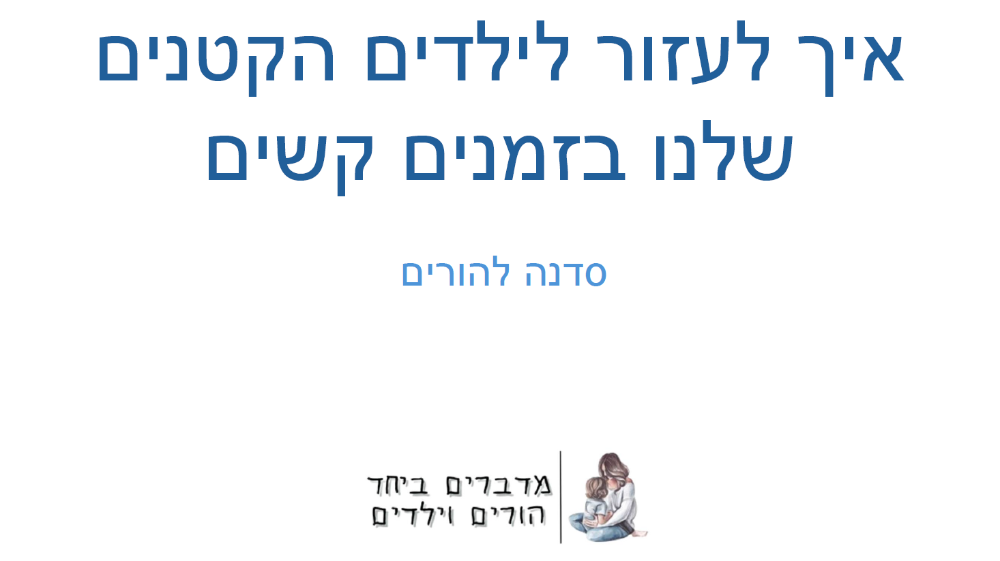 איך לעזור לילדים הקטנים
שלנו בזמנים קשים
סדנה להורים
מדברים ביחד
הורים וילדים